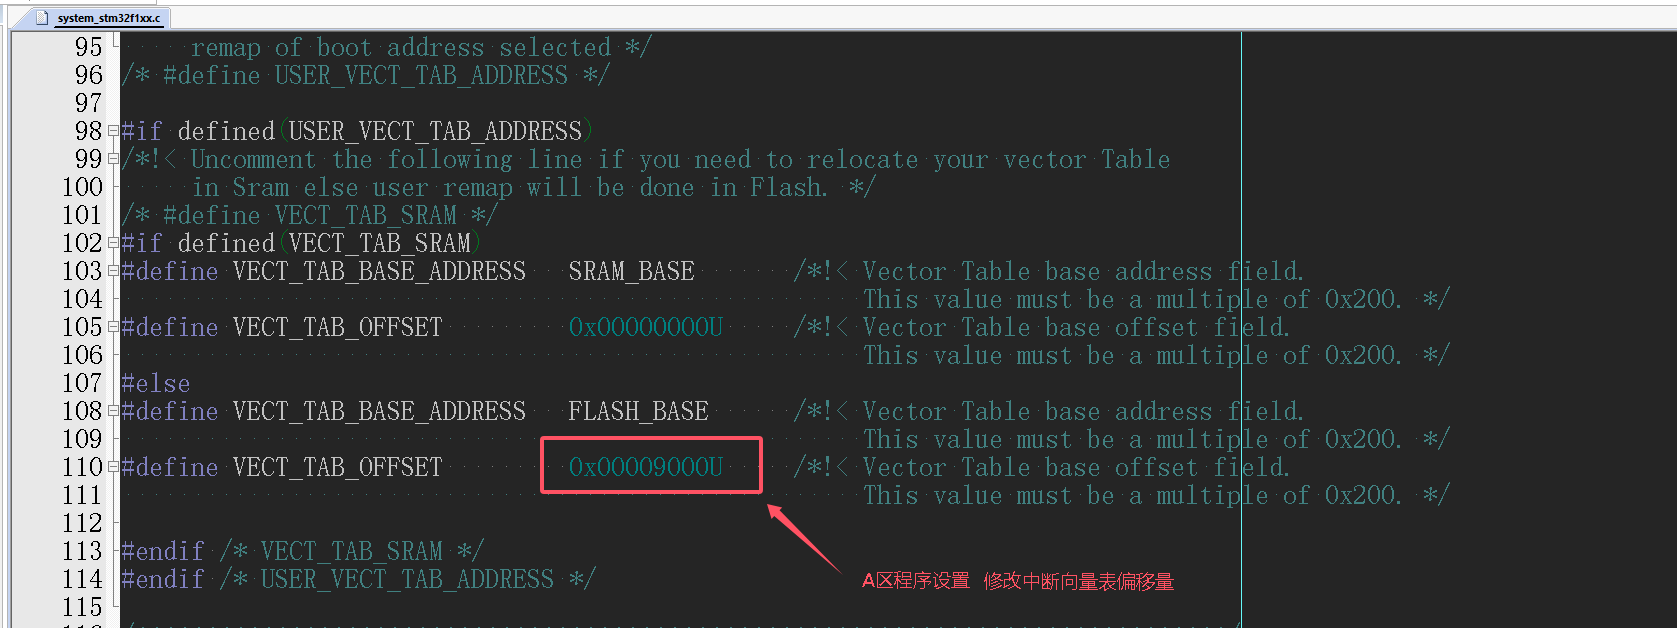 system_stm32f1xx.c
95 remap of boot address selected */
96 /* #define USER_VECT_TAB_ADDRESS */
97
98 #if defined(USER_VECT_TAB_ADDRESS)
99 /*!< Uncomment the following line if you need to relocate your vector Table
100 in Sram else user remap will be done in Flash. */
101 /* #define VECT_TAB_SRAM */
102 #if defined(VECT_TAB_SRAM)
103 #define VECT_TAB_BASE_ADDRESS SRAM_BASE /*!< Vector Table base address field.
104 This value must be a multiple of 0x200. */
105 #define VECT_TAB_OFFSET 0x00000000U /*!< Vector Table base offset field.
106 This value must be a multiple of 0x200. */
107 #else
108 #define VECT_TAB_BASE_ADDRESS FLASH_BASE /*!< Vector Table base address field.
109 This value must be a multiple of 0x200. */
110 #define VECT_TAB_OFFSET 0x00009000U /*!< Vector Table base offset field.
111 This value must be a multiple of 0x200. */
112
113 #endif /* VECT_TAB_SRAM */
114 #endif /* USER_VECT_TAB_ADDRESS */
A区程序设置 修改中断向量表偏移量
115